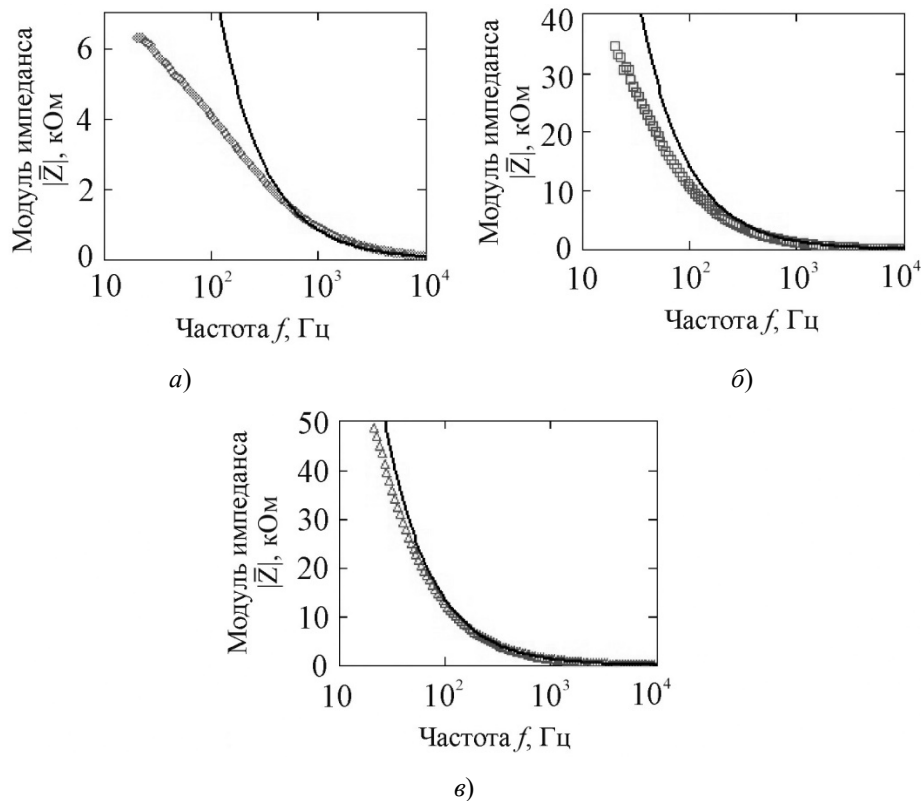 Модуль импеданса
|Z̅|, кОм
6
4
2
0
10 10² 10³ 10⁴
Частота f, Гц
а)
Модуль импеданса
|Z̅|, кОм
40
30
20
10
0
10 10² 10³ 10⁴
Частота f, Гц
б)
Модуль импеданса
|Z̅|, кОм
50
40
30
20
10
0
10 10² 10³ 10⁴
Частота f, Гц
в)